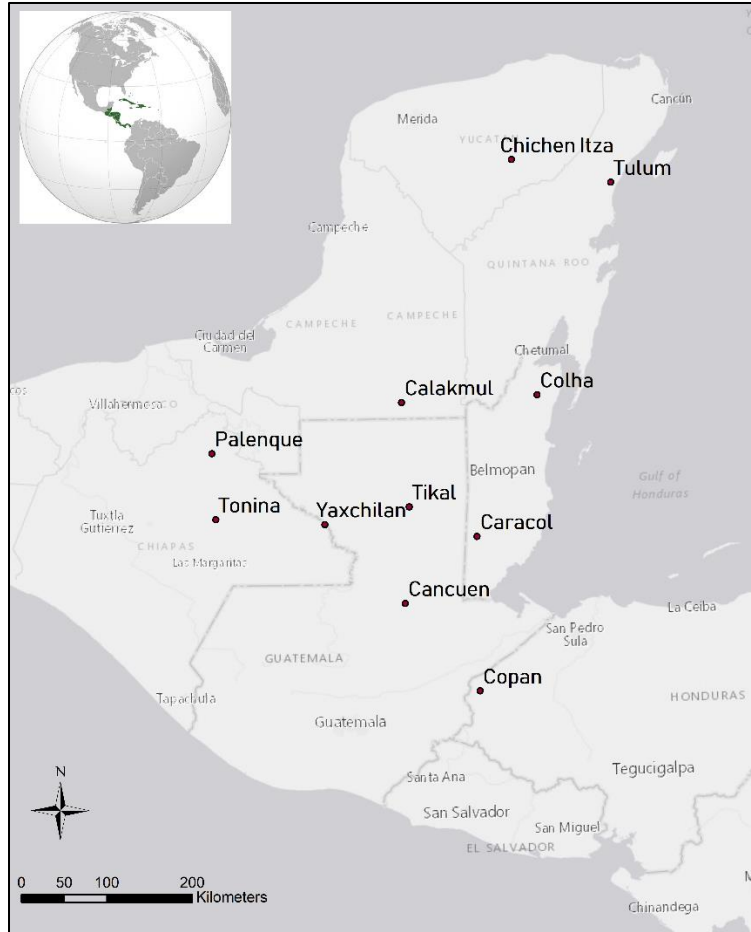 Cancún
Merida
YUCATÁN
Chichen Itza
Tulum
Campeche
QUINTANA ROO
CAMPECHE
CAMPECHE
Ciudad del
Carmen
Chetumal
Calakmul
Colha
cos
Villahermosa
Palenque
Belmopan
Gulf of
Honduras
Tikal
Tonina
Yaxchilan
Tuxtla
Gutiérrez
CHIAPAS
Caracol
Las Margaritas
Cancuen
La Ceiba
San Pedro
Sula
GUATEMALA
Copan
Tapachula
HONDURAS
Guatemala
N
Santa Ana
Tegucigalpa
San Salvador
San Miguel
EL SALVADOR
0 50 100 200
Kilometers
Chinandega